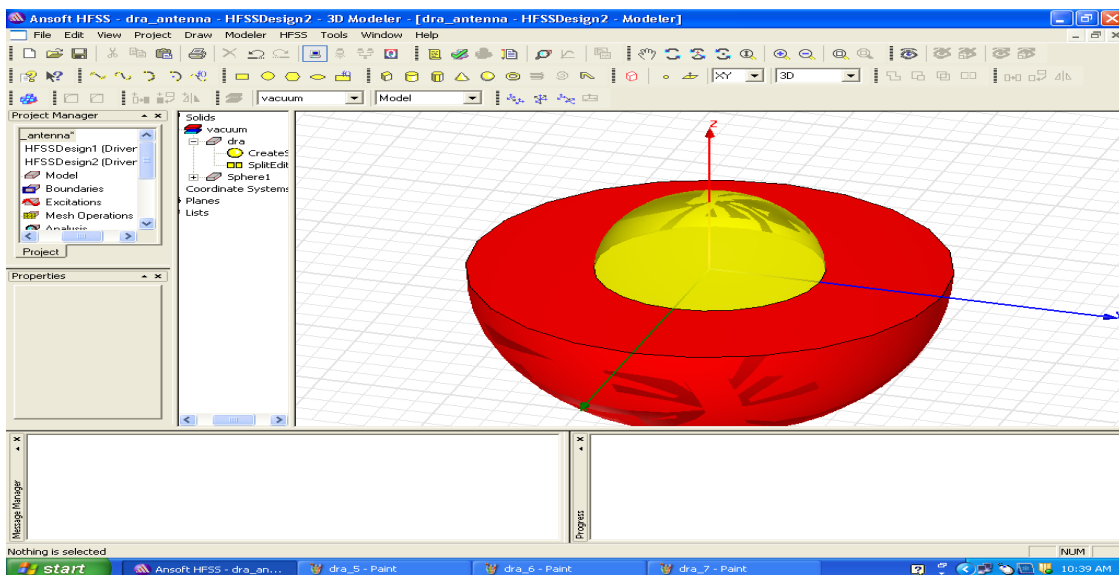 Ansoft HFSS - dra_antenna - HFSSDesign2 - 3D Modeler - [dra_antenna - HFSSDesign2 - Modeler]
File Edit View Project Draw Modeler HFSS Tools Window Help
XY 3D
vacuum Model
Project Manager
_antenna*
HFSSDesign1 (Driver
HFSSDesign2 (Driver
Model
Boundaries
Excitations
Mesh Operations
Analysis
Project
Properties
Solids
vacuum
dra
CreateS
SplitEdit
Sphere1
Coordinate Systems
Planes
Lists
Z
Message Manager
Progress
Nothing is selected
NUM
start
Ansoft HFSS - dra_an...
dra_5 - Paint
dra_6 - Paint
dra_7 - Paint
10:39 AM